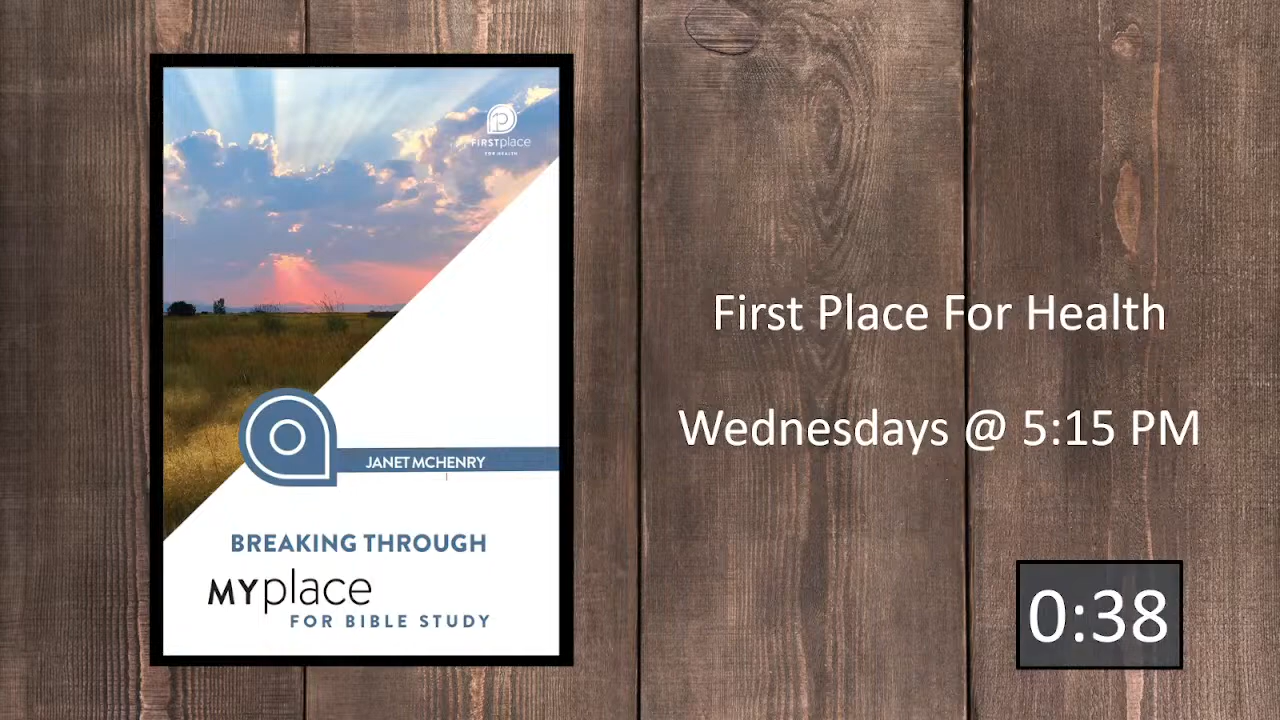 FIRSTplace
FOR HEALTH
JANET MCHENRY
BREAKING THROUGH
MYplace
FOR BIBLE STUDY
First Place For Health
Wednesdays @ 5:15 PM
0:38